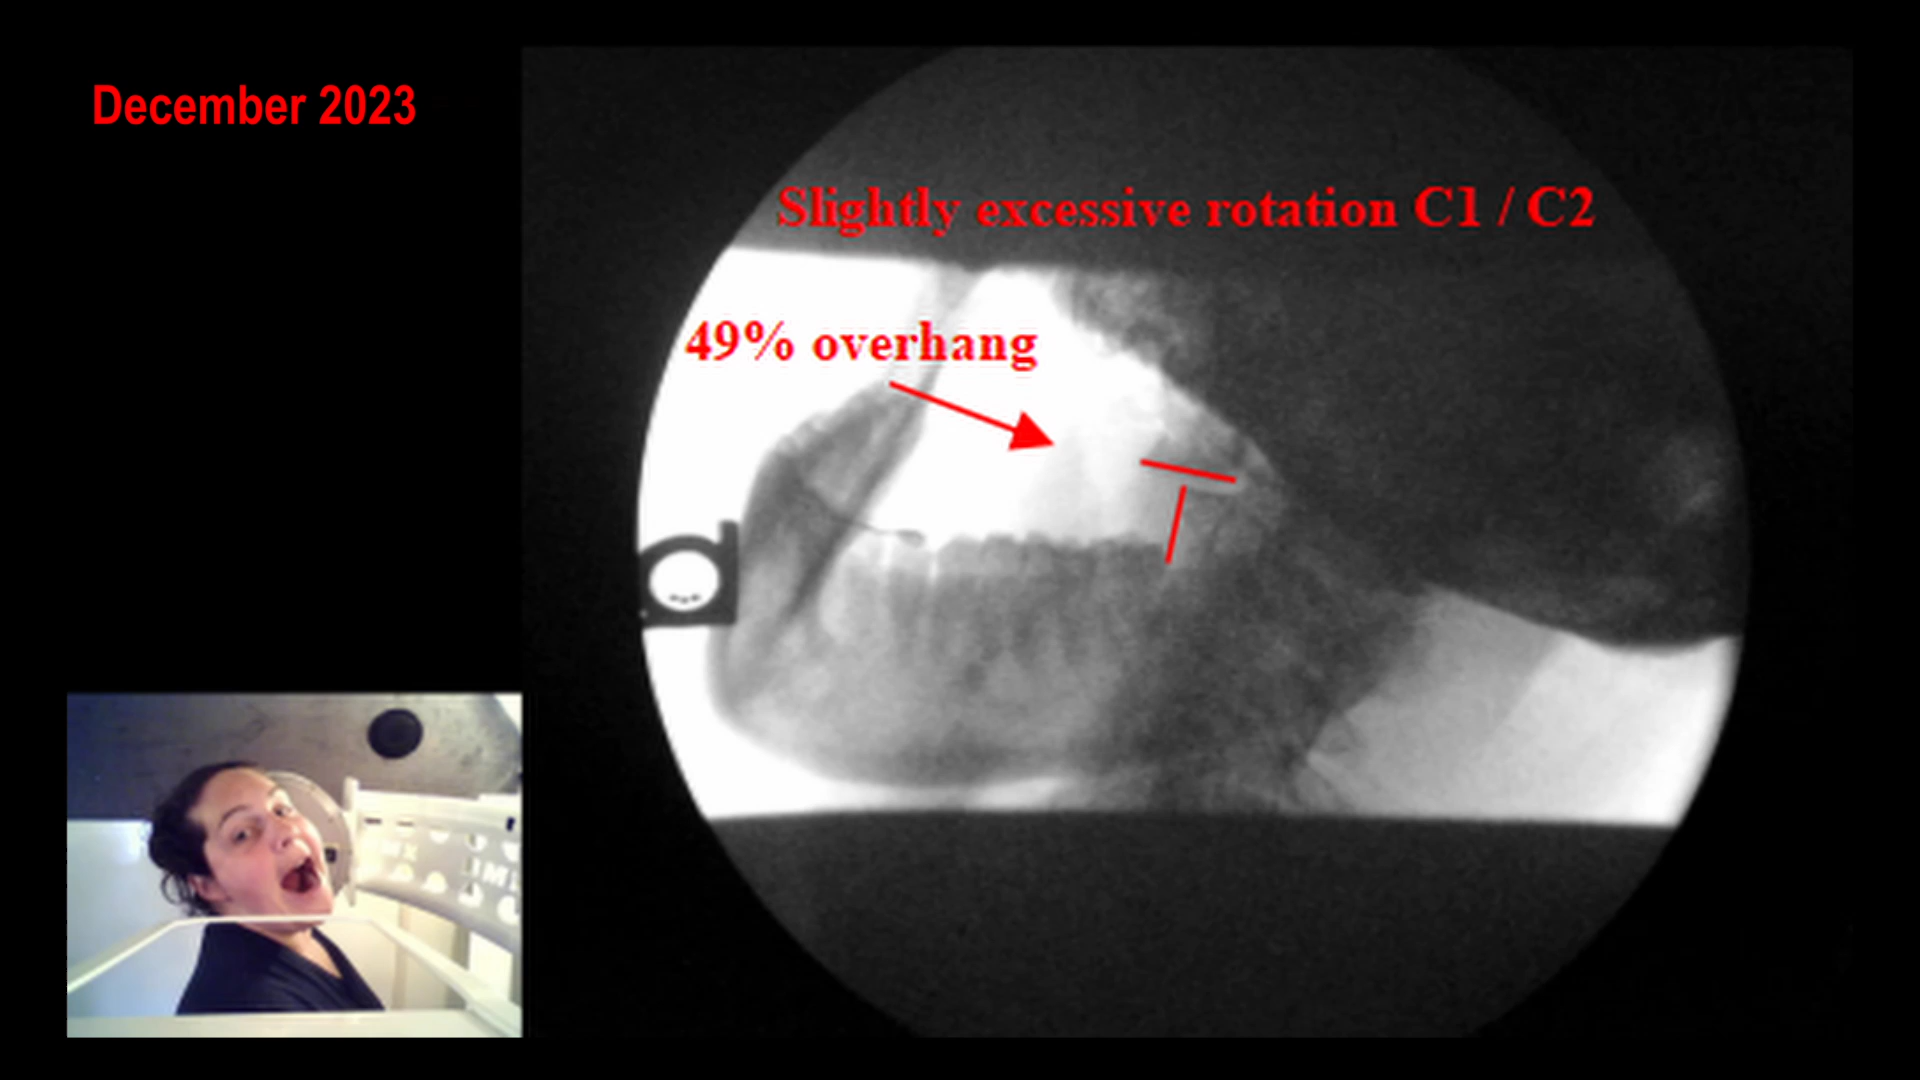 December 2023
Slightly excessive rotation C1 / C2
49% overhang